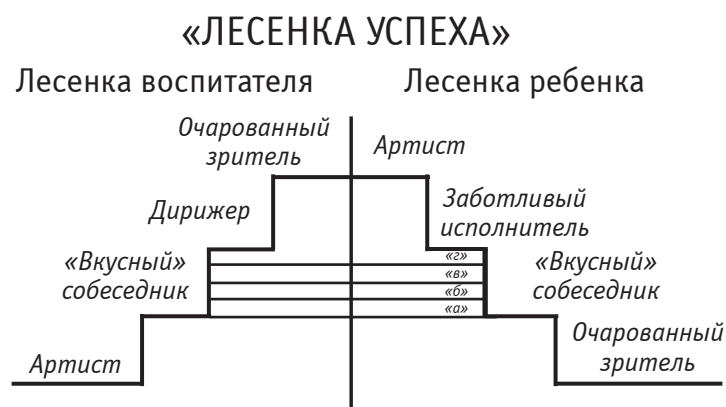 «ЛЕСЕНКА УСПЕХА»
Лесенка воспитателя
Лесенка ребенка
Очарованный
зритель
Артист
Дирижер
Заботливый
исполнитель
«Вкусный»
собеседник
«г»
«в»
«б»
«а»
«Вкусный»
собеседник
Артист
Очарованный
зритель